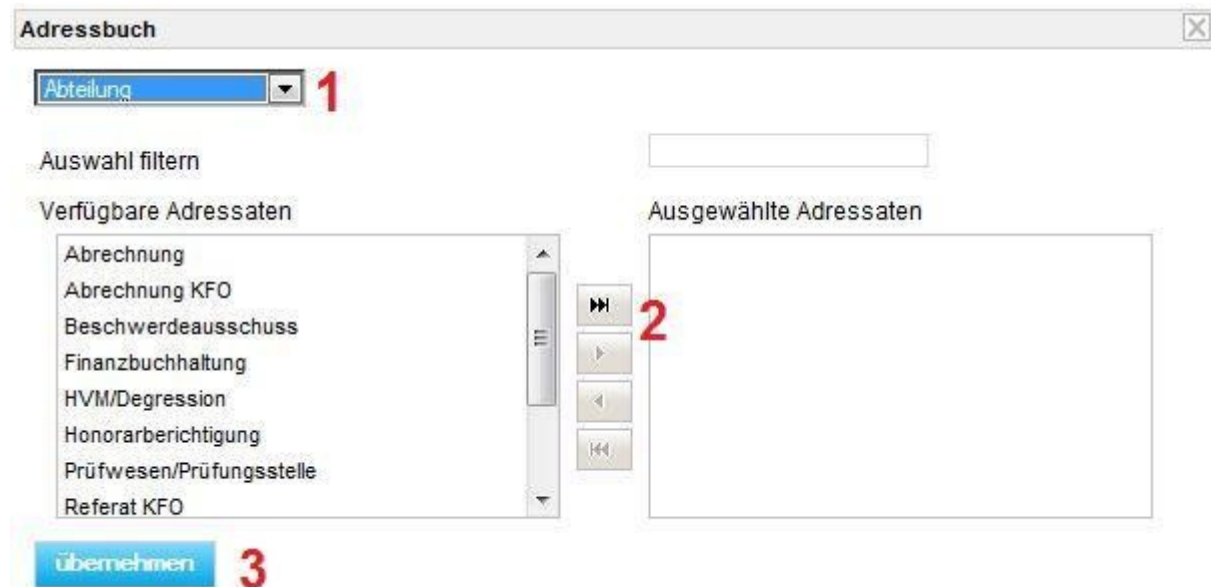 Adressbuch
Abteilung
1
Auswahl filtern
Verfügbare Adressaten
Ausgewählte Adressaten
Abrechnung
Abrechnung KFO
Beschwerdeausschuss
Finanzbuchhaltung
HVM/Degression
Honorarberichtigung
Prüfwesen/Prüfungsstelle
Referat KFO
2
übernehmen
3